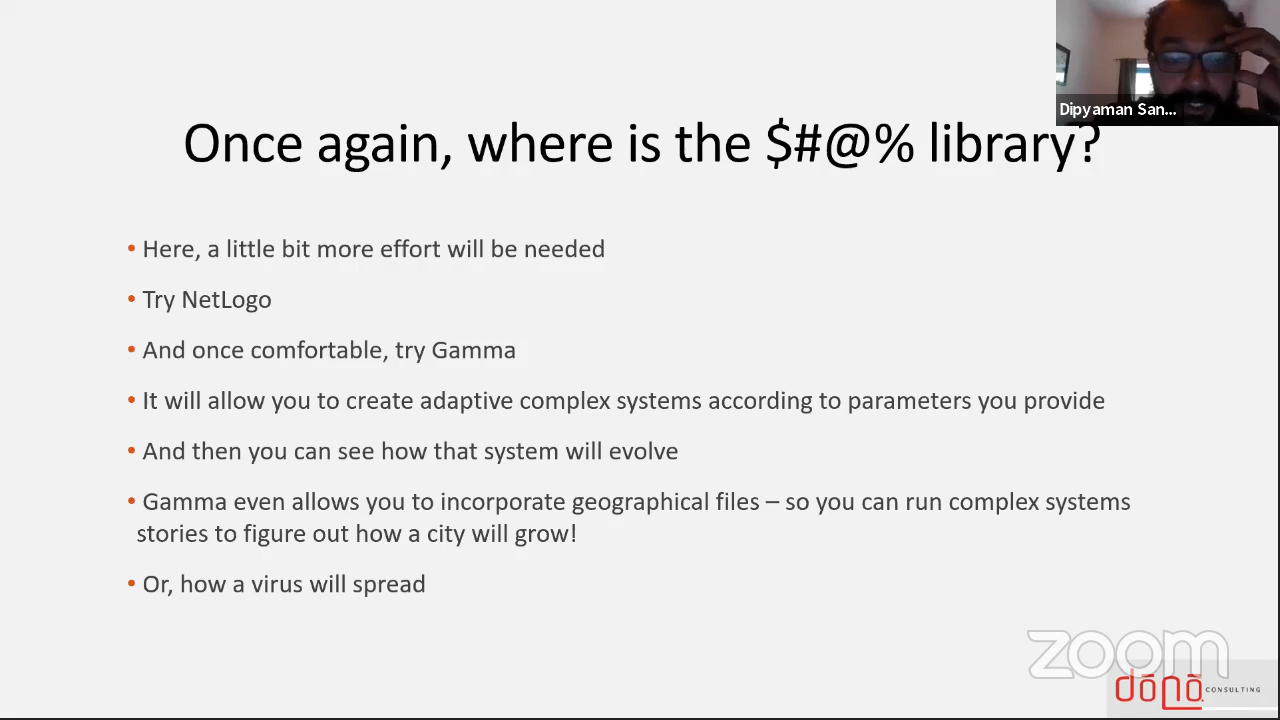 Dipyaman San...
Once again, where is the $#@% library?
• Here, a little bit more effort will be needed
• Try NetLogo
• And once comfortable, try Gamma
• It will allow you to create adaptive complex systems according to parameters you provide
• And then you can see how that system will evolve
• Gamma even allows you to incorporate geographical files – so you can run complex systems
stories to figure out how a city will grow!
• Or, how a virus will spread
zoom
dōnō CONSULTING